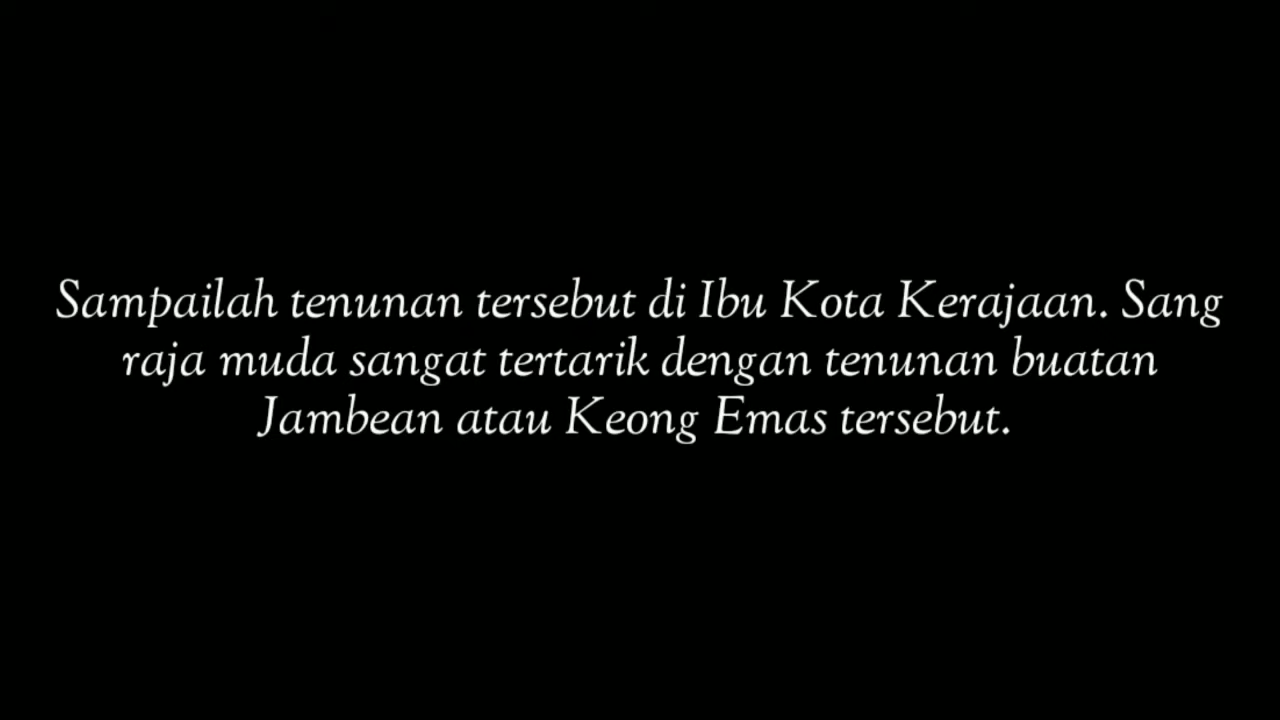 Sampailah tenunan tersebut di Ibu Kota Kerajaan. Sang
raja muda sangat tertarik dengan tenunan buatan
Jambean atau Keong Emas tersebut.